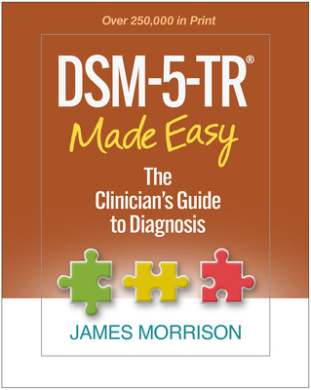 Over 250,000 in Print
DSM-5-TR®
Made Easy
The
Clinician's Guide
to Diagnosis
JAMES MORRISON